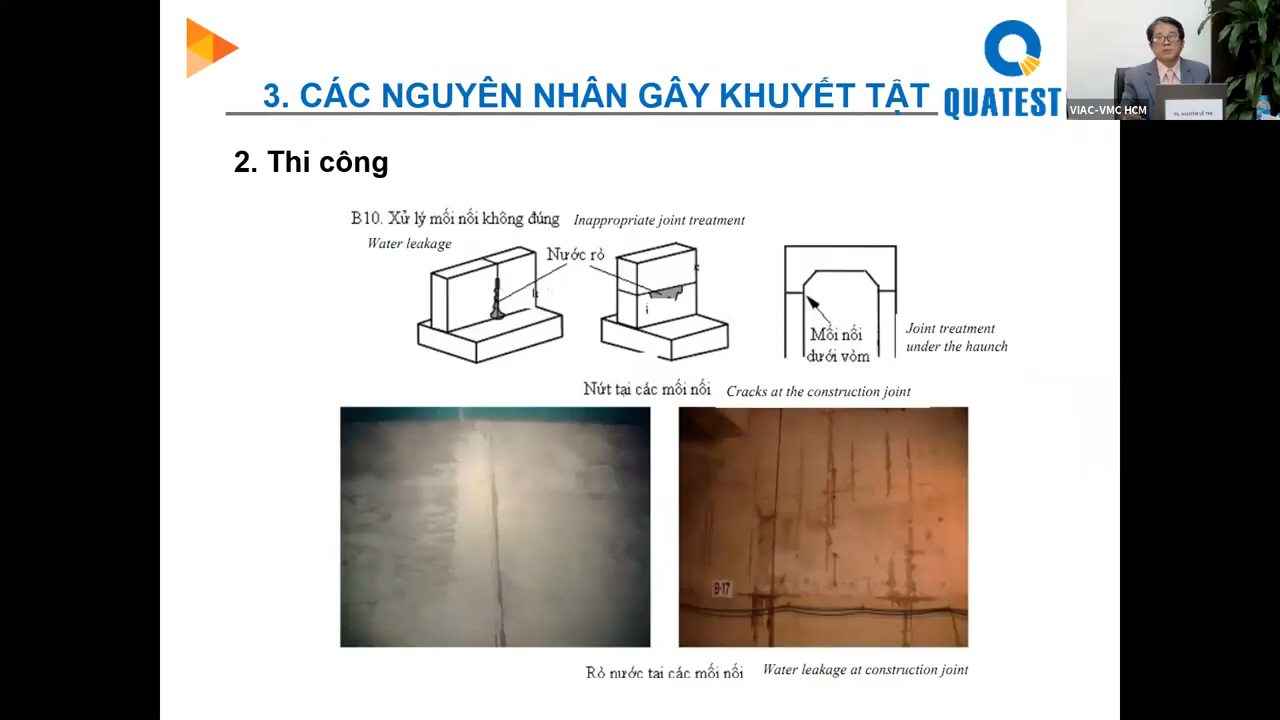 3. CÁC NGUYÊN NHÂN GÂY KHUYẾT TẬT
QUATEST
VIAC-VMC HCM
2. Thi công
B10. Xử lý mối nối không đúng Inappropriate joint treatment
Water leakage
Nước rò
Mối nối
dưới vòm
Joint treatment
under the haunch
Nứt tại các mối nối Cracks at the construction joint
B-17
Rò nước tại các mối nối Water leakage at construction joint